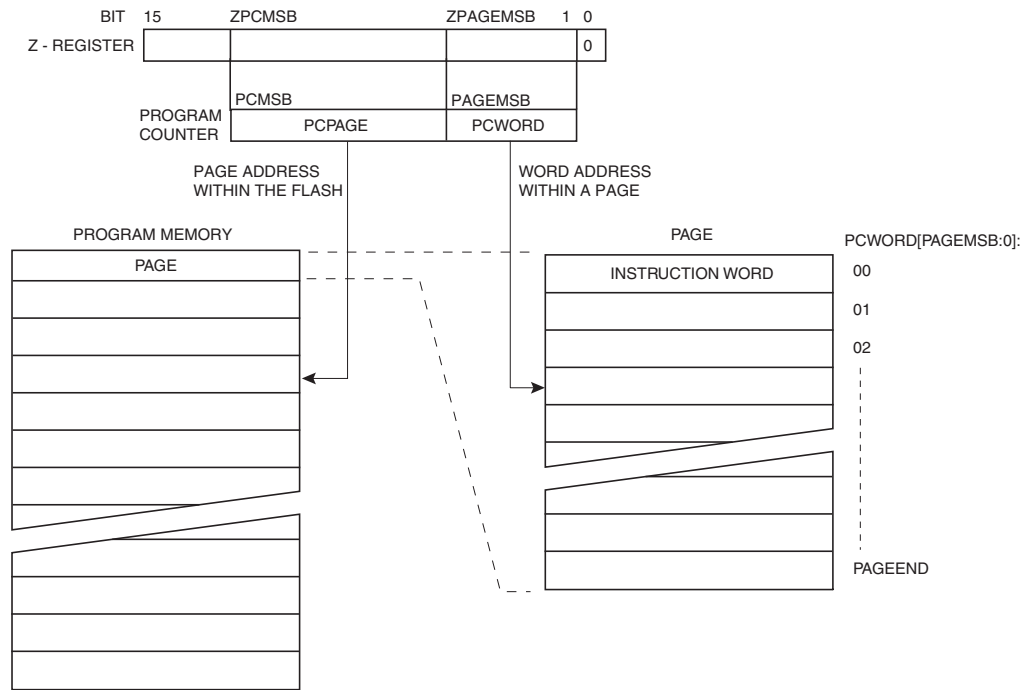 BIT 15 ZPCMSB ZPAGEMSB 1 0
Z - REGISTER 0
PCMSB PAGEMSB
PROGRAM
COUNTER
PCPAGE PCWORD
PAGE ADDRESS
WITHIN THE FLASH
WORD ADDRESS
WITHIN A PAGE
PROGRAM MEMORY
PAGE
PAGE
PCWORD[PAGEMSB:0]:
INSTRUCTION WORD
00
01
02
PAGEEND